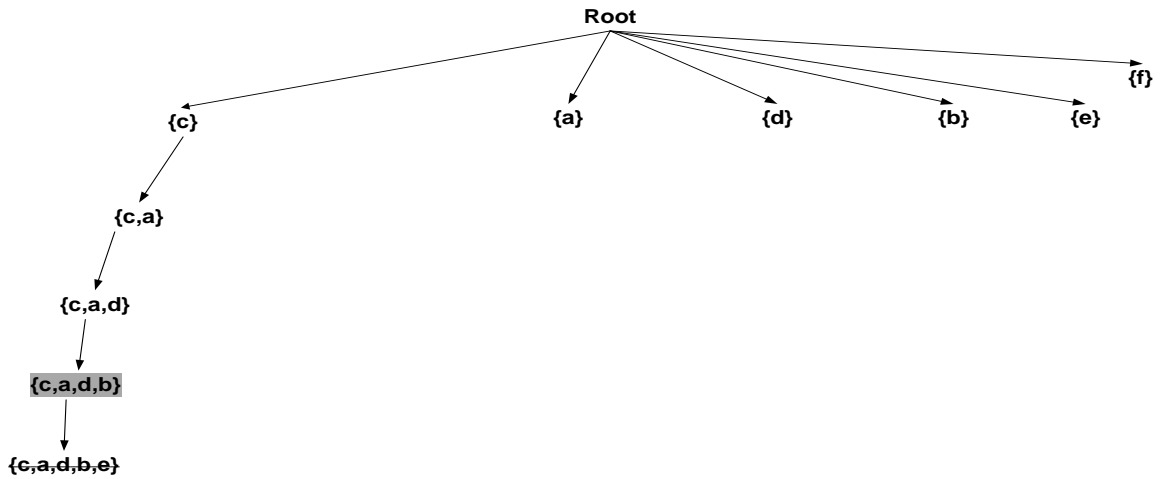 Root
{f}
{c}
{a}
{d}
{b}
{e}
{c,a}
{c,a,d}
{c,a,d,b}
{c,a,d,b,e}